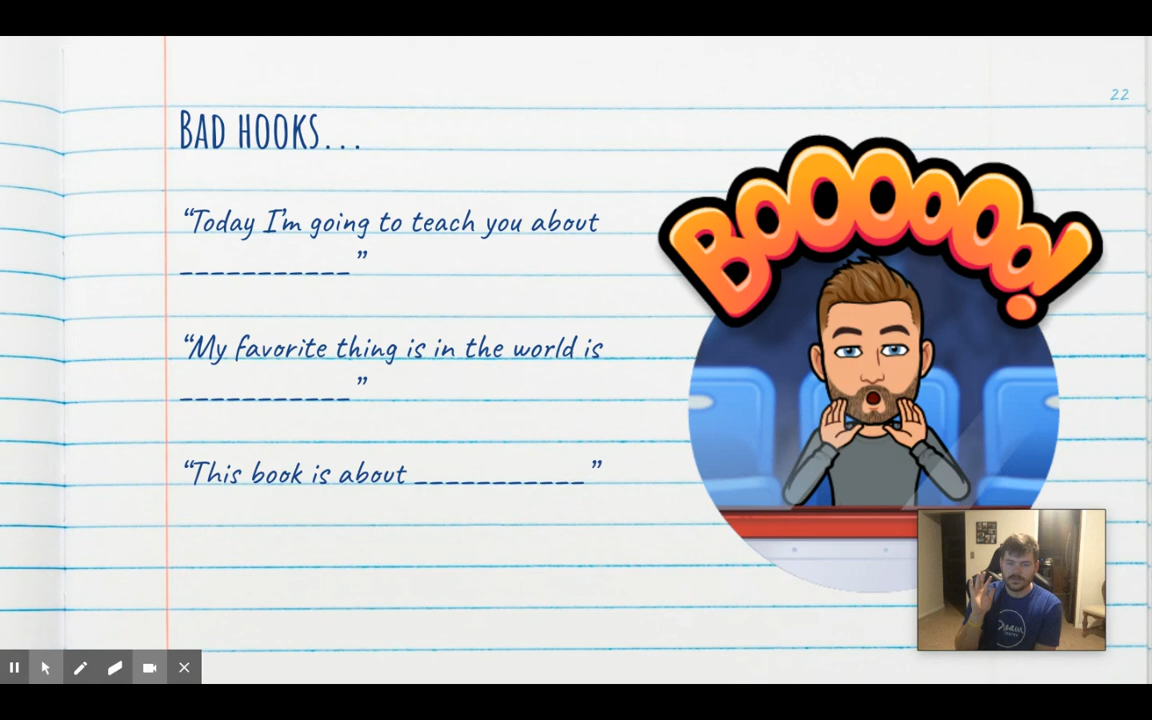 22
BAD HOOKS...
BOOOOOO!
“Today I’m going to teach you about
___________”
“My favorite thing is in the world is
___________”
“This book is about ___________”
Dream